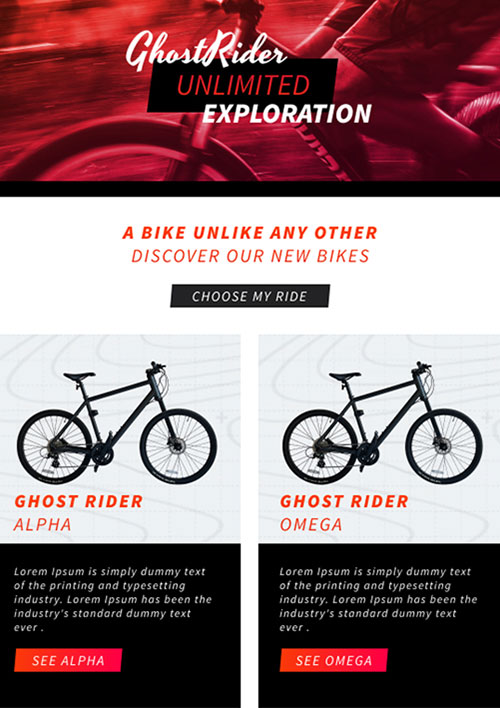 GhostRider
UNLIMITED
EXPLORATION
A BIKE UNLIKE ANY OTHER
DISCOVER OUR NEW BIKES
CHOOSE MY RIDE
GHOST RIDER
ALPHA
Lorem Ipsum is simply dummy text
of the printing and typesetting
industry. Lorem Ipsum has been the
industry's standard dummy text
ever .
SEE ALPHA
GHOST RIDER
OMEGA
Lorem Ipsum is simply dummy text
of the printing and typesetting
industry. Lorem Ipsum has been the
industry's standard dummy text
ever .
SEE OMEGA